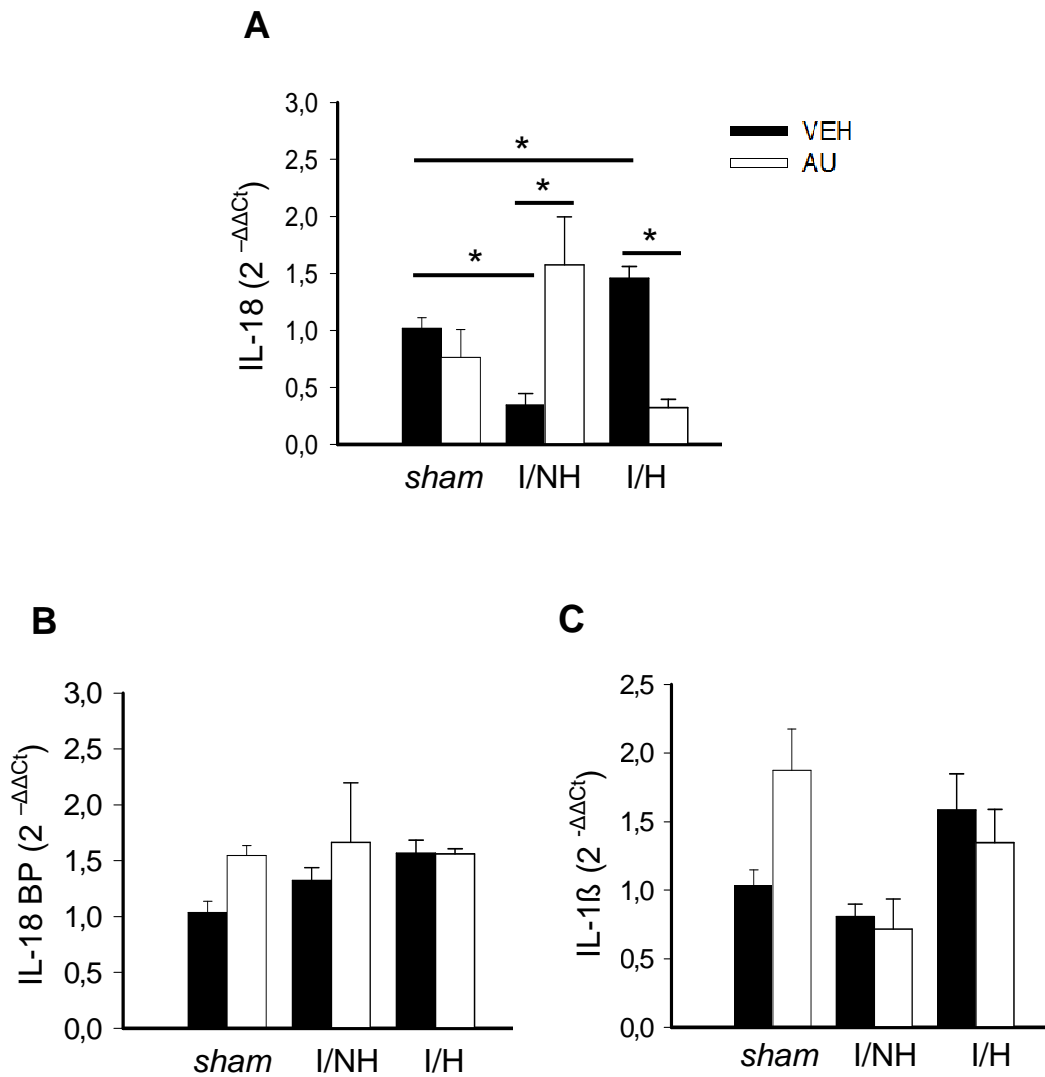 A
3,0
2,5
2,0
1,5
1,0
0,5
0,0
IL-18 (2 –ΔΔCt)
*
*
*
*
VEH
AU
sham I/NH I/H
B
3,0
2,5
2,0
1,5
1,0
0,5
0,0
IL-18 BP (2 –ΔΔCt)
sham I/NH I/H
C
2,5
2,0
1,5
1,0
0,5
0,0
IL-1ß (2 -ΔΔCt)
sham I/NH I/H